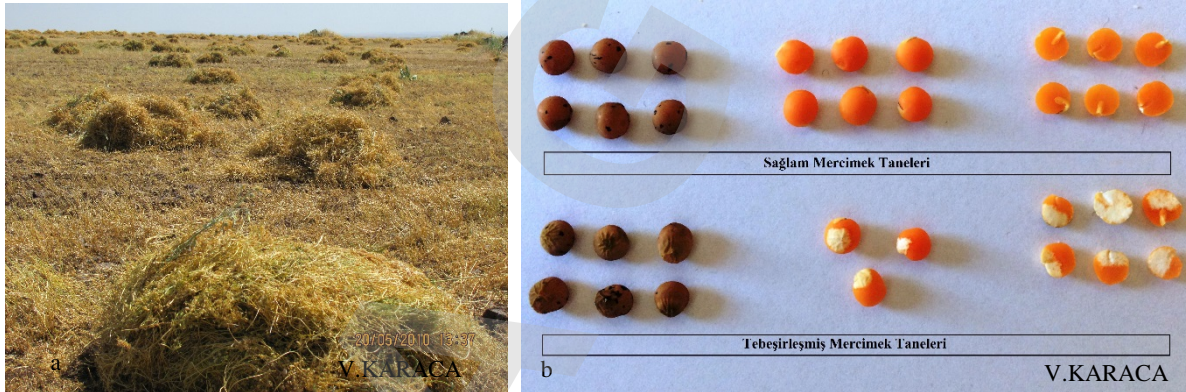 20/05/2010 13:37
a
V.KARACA
Sağlam Mercimek Taneleri
Tebeşirleşmiş Mercimek Taneleri
b
V.KARACA